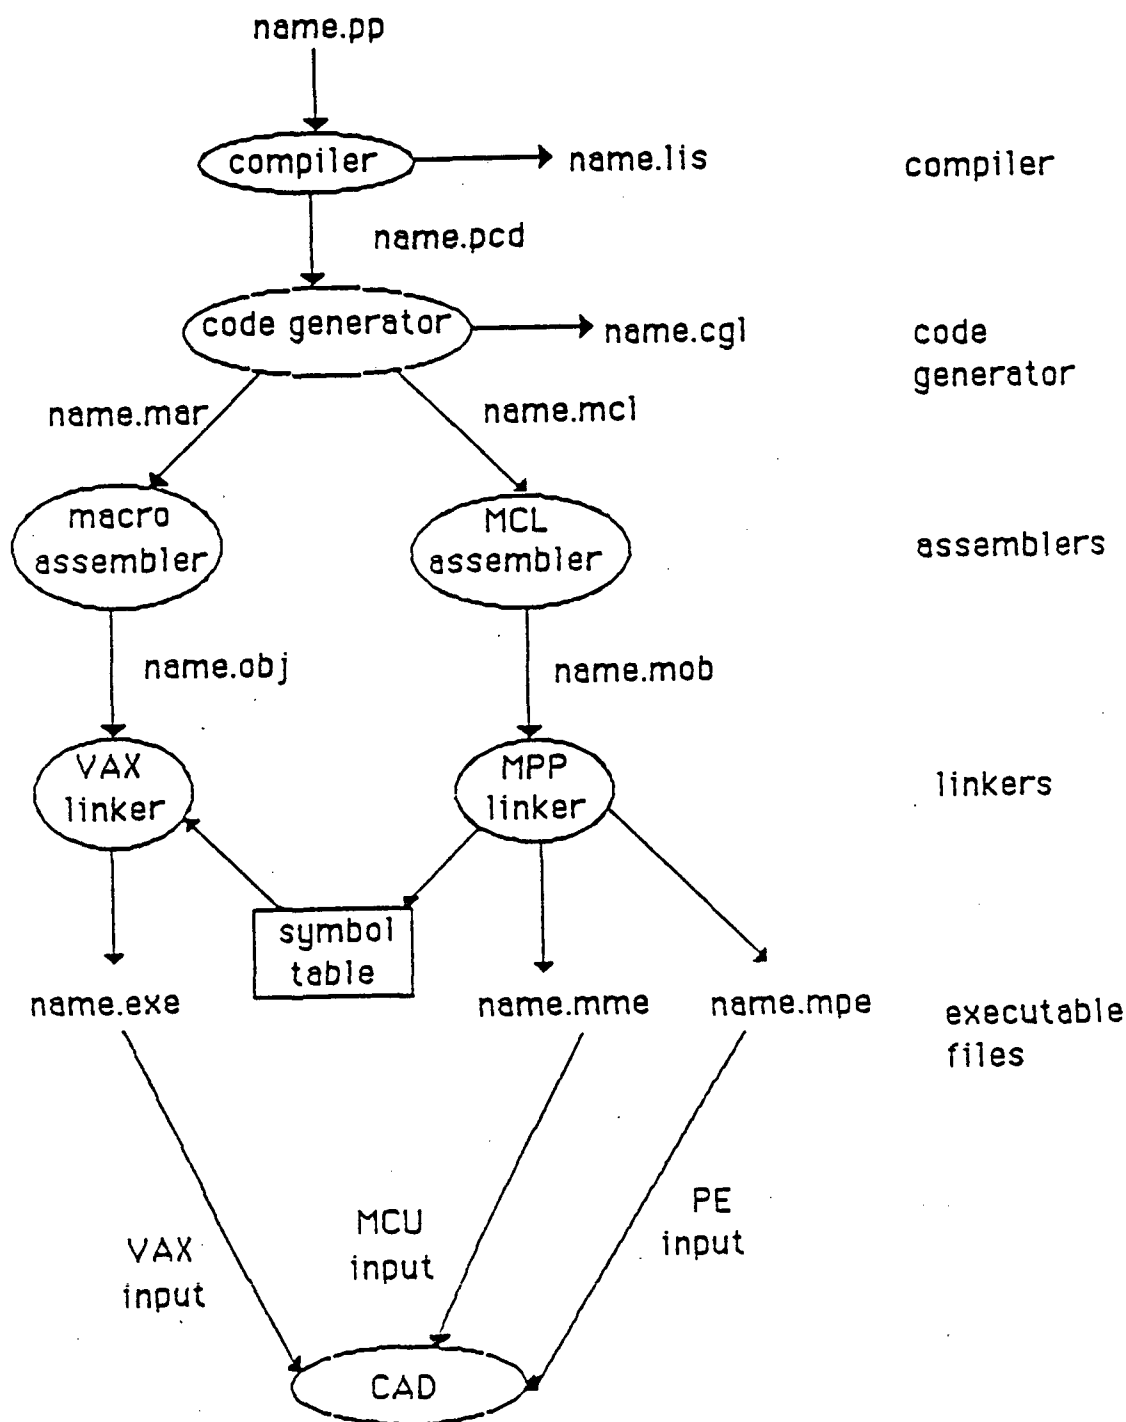 name.pp
compiler
name.lis
compiler
name.pcd
code generator
name.cgl
code
generator
name.mar
name.mcl
macro
assembler
MCL
assembler
assemblers
name.obj
name.mob
VAX
linker
MPP
linker
linkers
symbol
table
name.exe
name.mme
name.mpe
executable
files
VAX
input
MCU
input
PE
input
CAD